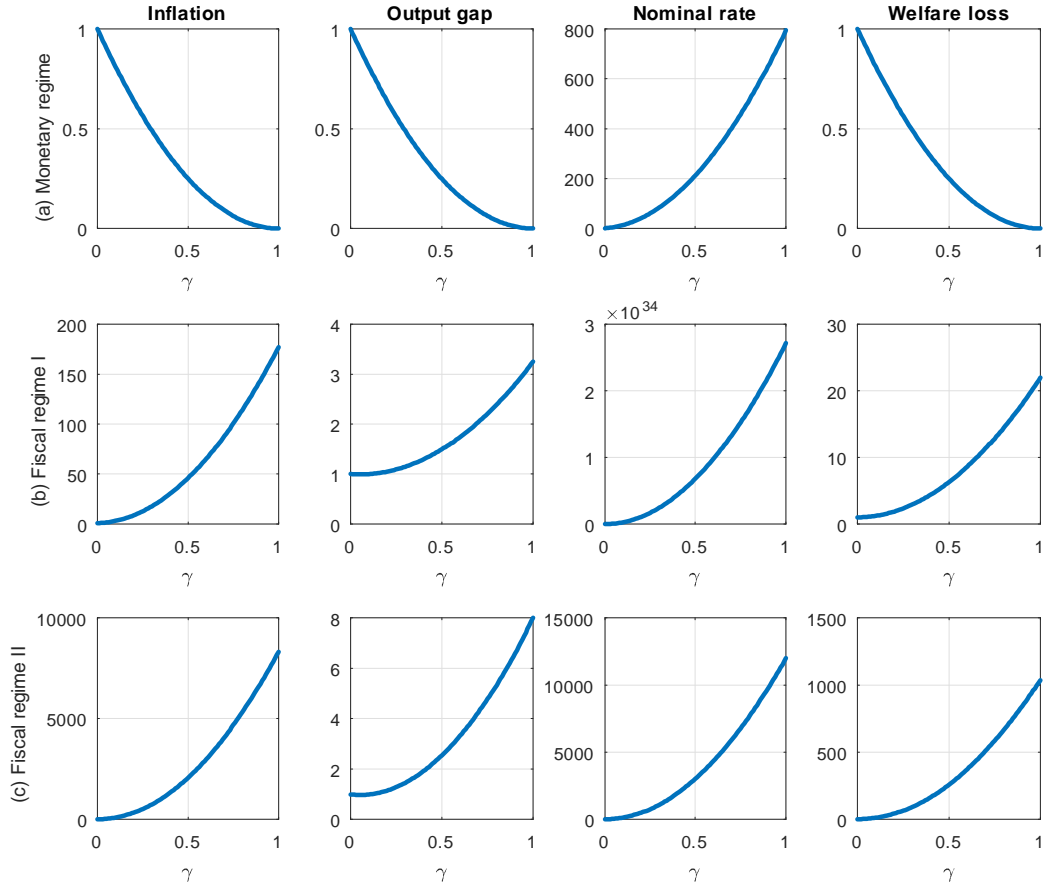 Inflation
Output gap
Nominal rate
Welfare loss
(a) Monetary regime
1
0.5
0
0 0.5 1
γ
1
0.5
0
0 0.5 1
γ
800
600
400
200
0
0 0.5 1
γ
1
0.5
0
0 0.5 1
γ
(b) Fiscal regime I
200
150
100
50
0
0 0.5 1
γ
4
3
2
1
0
0 0.5 1
γ
×10^34
3
2
1
0
0 0.5 1
γ
30
20
10
0
0 0.5 1
γ
(c) Fiscal regime II
10000
5000
0
0 0.5 1
γ
8
6
4
2
0
0 0.5 1
γ
15000
10000
5000
0
0 0.5 1
γ
1500
1000
500
0
0 0.5 1
γ